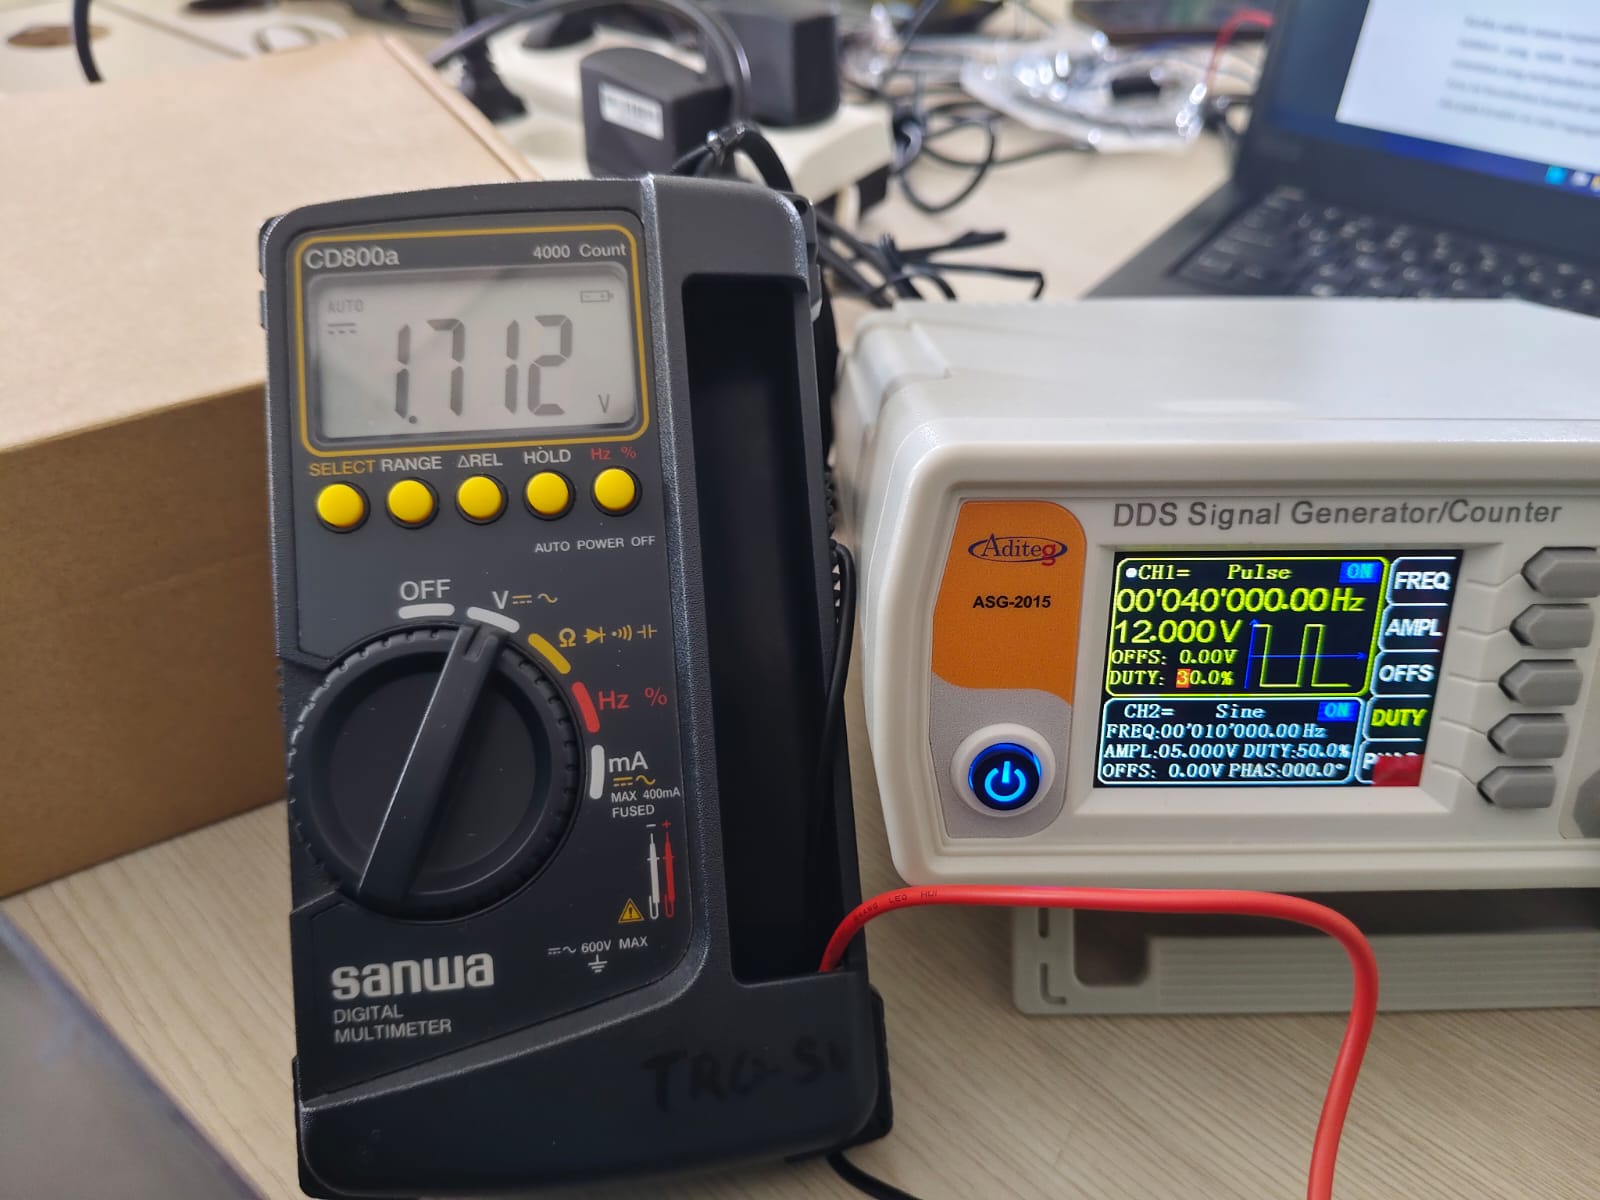 CD800a
4000 Count
AUTO
1.712
V
SELECT RANGE ΔREL HOLD Hz %
AUTO POWER OFF
OFF
V
Ω
Hz %
mA
MAX 400mA
FUSED
- +
600V MAX
sanwa
DIGITAL
MULTIMETER
DDS Signal Generator/Counter
Aditeg
ASG-2015
CH1= Pulse ON
00'040'000.00Hz
12.000V
OFFS: 0.00V
DUTY: 30.0%
CH2= Sine ON
FREQ:00'010'000.00Hz
AMPL:05.000V DUTY:50.0%
OFFS: 0.00V PHAS:000.0°
FREQ
AMPL
OFFS
DUTY